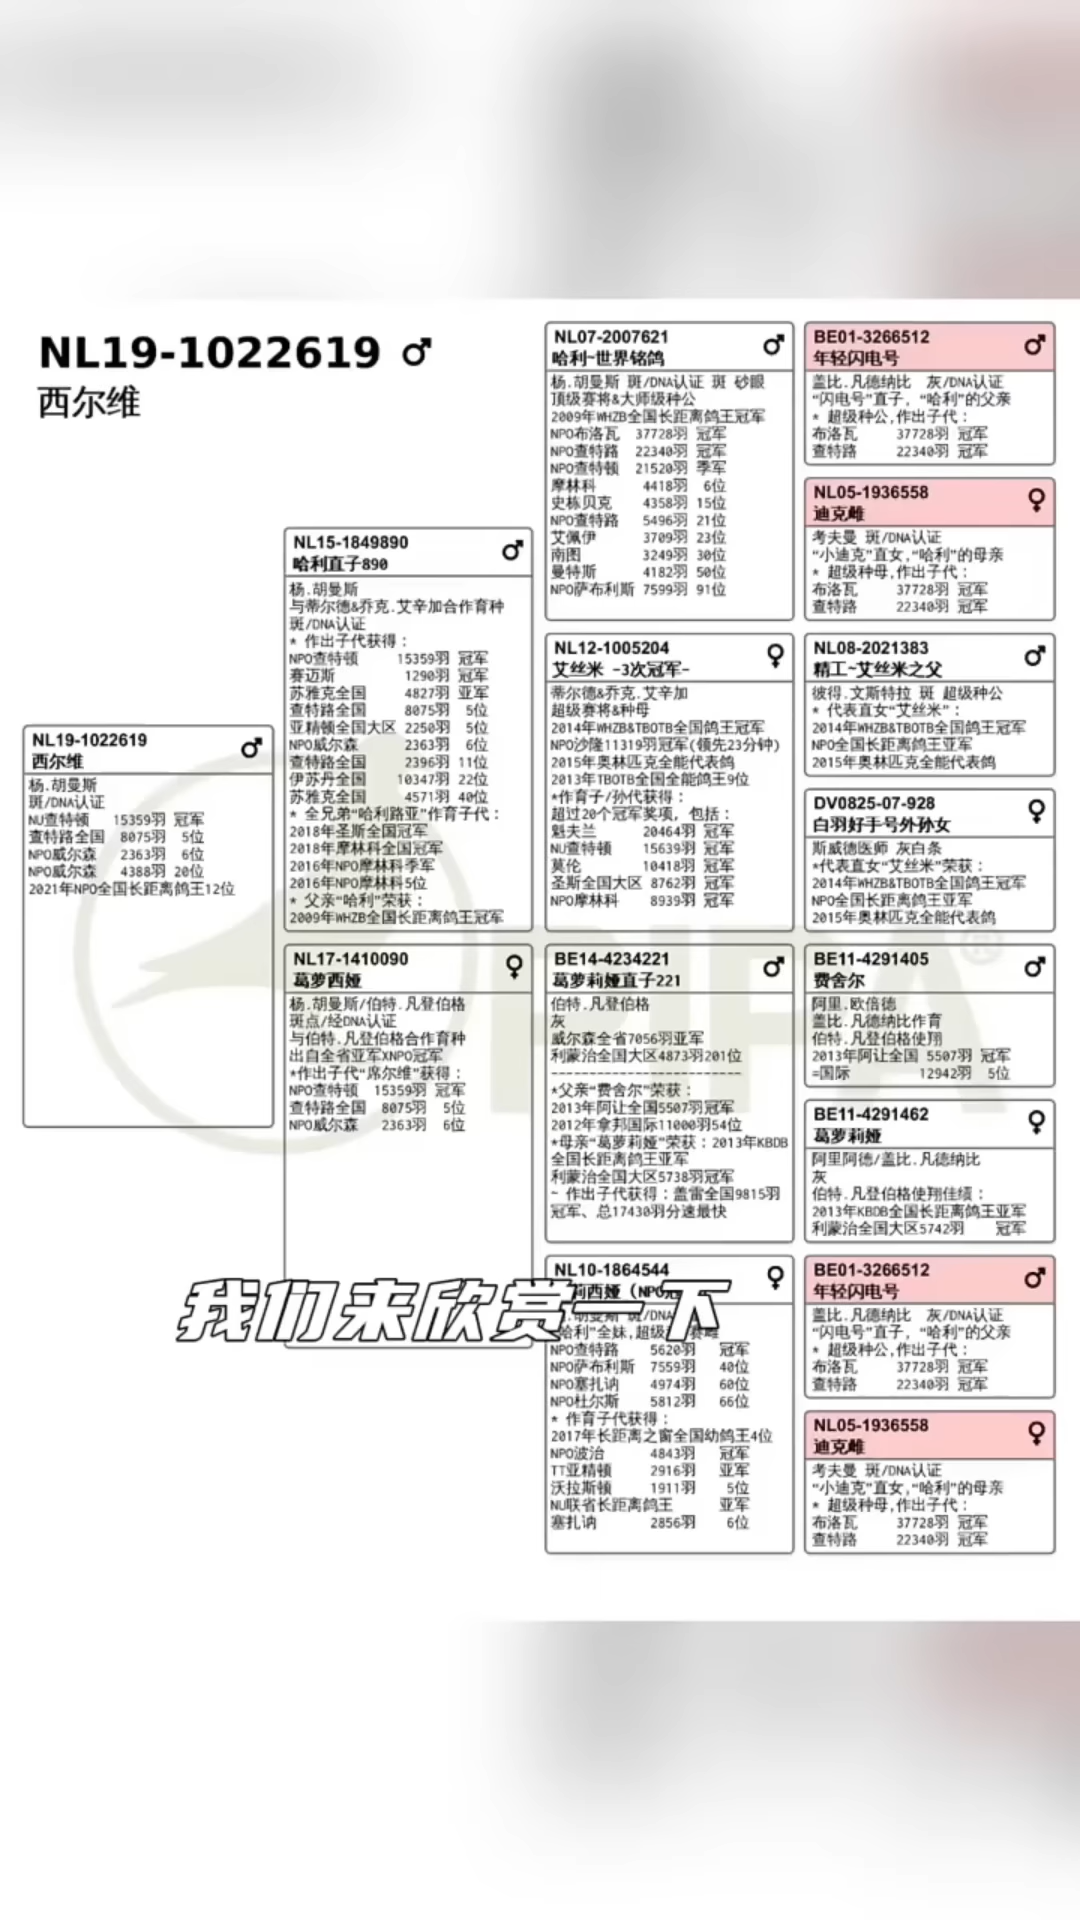 NL19-1022619 ♂
西尔维
NL19-1022619 ♂
西尔维
杨.胡曼斯
斑/DNA认证
NU查特顿 15359羽 冠军
查特路全国 8075羽 5位
NPO威尔森 2363羽 6位
NPO威尔森 4388羽 20位
2021年NPO全国长距离鸽王12位
NL15-1849890 ♂
哈利直子890
杨.胡曼斯
与蒂尔德&乔克.艾辛加合作育种
斑/DNA认证
* 作出子代获得：
NPO查特顿 15359羽 冠军
赛迈斯 1290羽 冠军
苏雅克全国 4827羽 亚军
查特路全国 8075羽 5位
亚精顿全国大区 2250羽 5位
NPO威尔森 2363羽 6位
查特路全国 2396羽 11位
伊苏丹全国 10347羽 22位
苏雅克全国 4571羽 40位
* 全兄弟“哈利路亚”作育子代：
2018年圣斯全国冠军
2018年摩林科全国冠军
2016年NPO摩林科季军
2016年NPO摩林科5位
* 父亲“哈利”荣获：
2009年WHZB全国长距离鸽王冠军
NL17-1410090 ♀
葛萝西娅
杨.胡曼斯/伯特.凡登伯格
斑点/经DNA认证
与伯特.凡登伯格合作育种
出自全省亚军XNPO冠军
*作出子代“席尔维”获得：
NPO查特顿 15359羽 冠军
查特路全国 8075羽 5位
NPO威尔森 2363羽 6位
NL07-2007621 ♂
哈利~世界铭鸽
杨.胡曼斯 斑/DNA认证 斑 砂眼
顶级赛将&大师级种公
2009年WHZB全国长距离鸽王冠军
NPO布洛瓦 37728羽 冠军
NPO查特路 22340羽 冠军
NPO查特顿 21520羽 季军
摩林科 4418羽 6位
史栋贝克 4358羽 15位
NPO查特路 5496羽 21位
艾佩伊 3709羽 23位
南图 3249羽 30位
曼特斯 4182羽 50位
NPO萨布利斯 7599羽 91位
NL12-1005204 ♀
艾丝米 -3次冠军-
蒂尔德&乔克.艾辛加
超级赛将&种母
2014年WHZB&TBOTB全国鸽王冠军
NPO沙隆11319羽冠军(领先23分钟)
2015年奥林匹克全能代表鸽
2013年TBOTB全国全能鸽王9位
*作育子/孙代获得：
超过20个冠军奖项，包括：
魁夫兰 20464羽 冠军
NU查特顿 15639羽 冠军
莫伦 10418羽 冠军
圣斯全国大区 8762羽 冠军
NPO摩林科 8939羽 冠军
BE14-4234221 ♂
葛萝莉娅直子221
伯特.凡登伯格
灰
威尔森全省7056羽亚军
利蒙治全国大区4873羽201位
-------------------------
*父亲“费舍尔”荣获：
2013年阿让全国5507羽冠军
2012年拿邦国际11000羽54位
*母亲“葛萝莉娅”荣获：2013年KBDB
全国长距离鸽王亚军
利蒙治全国大区5738羽冠军
~ 作出子代获得：盖雷全国9815羽
冠军、总17430羽分速最快
NL10-1864544 ♀
莉西娅（NPO
胡曼斯 斑/DNA认证
哈利”全妹,超级
NPO查特路 5620羽 冠军
NPO萨布利斯 7559羽 40位
NPO塞扎讷 4974羽 60位
NPO杜尔斯 5812羽 66位
* 作育子代获得：
2017年长距离之窗全国幼鸽王4位
NPO波治 4843羽 冠军
TT亚精顿 2916羽 亚军
沃拉斯顿 1911羽 5位
NU联省长距离鸽王 亚军
塞扎讷 2856羽 6位
BE01-3266512 ♂
年轻闪电号
盖比.凡德纳比 灰/DNA认证
“闪电号”直子，“哈利”的父亲
* 超级种公,作出子代：
布洛瓦 37728羽 冠军
查特路 22340羽 冠军
NL05-1936558 ♀
迪克雌
考夫曼 斑/DNA认证
“小迪克”直女,“哈利”的母亲
* 超级种母,作出子代：
布洛瓦 37728羽 冠军
查特路 22340羽 冠军
NL08-2021383 ♂
精工~艾丝米之父
彼得.文斯特拉 斑 超级种公
* 代表直女“艾丝米”：
2014年WHZB&TBOTB全国鸽王冠军
NPO全国长距离鸽王亚军
2015年奥林匹克全能代表鸽
DV0825-07-928 ♀
白羽好手号外孙女
斯威德医师 灰白条
*代表直女“艾丝米”荣获：
2014年WHZB&TBOTB全国鸽王冠军
NPO全国长距离鸽王亚军
2015年奥林匹克全能代表鸽
BE11-4291405 ♂
费舍尔
阿里.欧倍德
盖比.凡德纳比作育
伯特.凡登伯格使翔
2013年阿让全国 5507羽 冠军
=国际 12942羽 5位
BE11-4291462 ♀
葛萝莉娅
阿里阿德/盖比.凡德纳比
灰
伯特.凡登伯格使翔佳绩：
2013年KBDB全国长距离鸽王亚军
利蒙治全国大区5742羽 冠军
BE01-3266512 ♂
年轻闪电号
盖比.凡德纳比 灰/DNA认证
“闪电号”直子，“哈利”的父亲
* 超级种公,作出子代：
布洛瓦 37728羽 冠军
查特路 22340羽 冠军
NL05-1936558 ♀
迪克雌
考夫曼 斑/DNA认证
“小迪克”直女,“哈利”的母亲
* 超级种母,作出子代：
布洛瓦 37728羽 冠军
查特路 22340羽 冠军
PIPA®
我们来欣赏一下